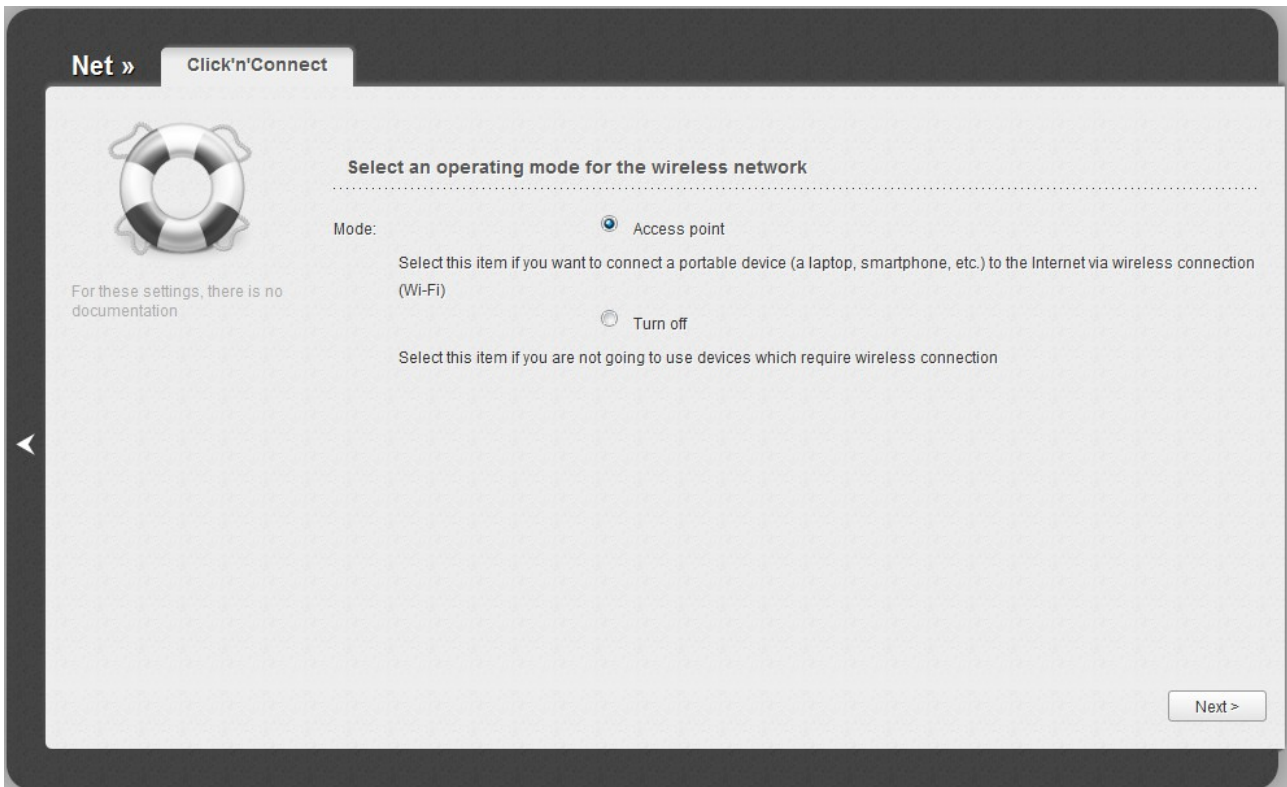 Net »
Click'n'Connect
For these settings, there is no
documentation
Select an operating mode for the wireless network
Mode:
Access point
Select this item if you want to connect a portable device (a laptop, smartphone, etc.) to the Internet via wireless connection
(Wi-Fi)
Turn off
Select this item if you are not going to use devices which require wireless connection
Next >